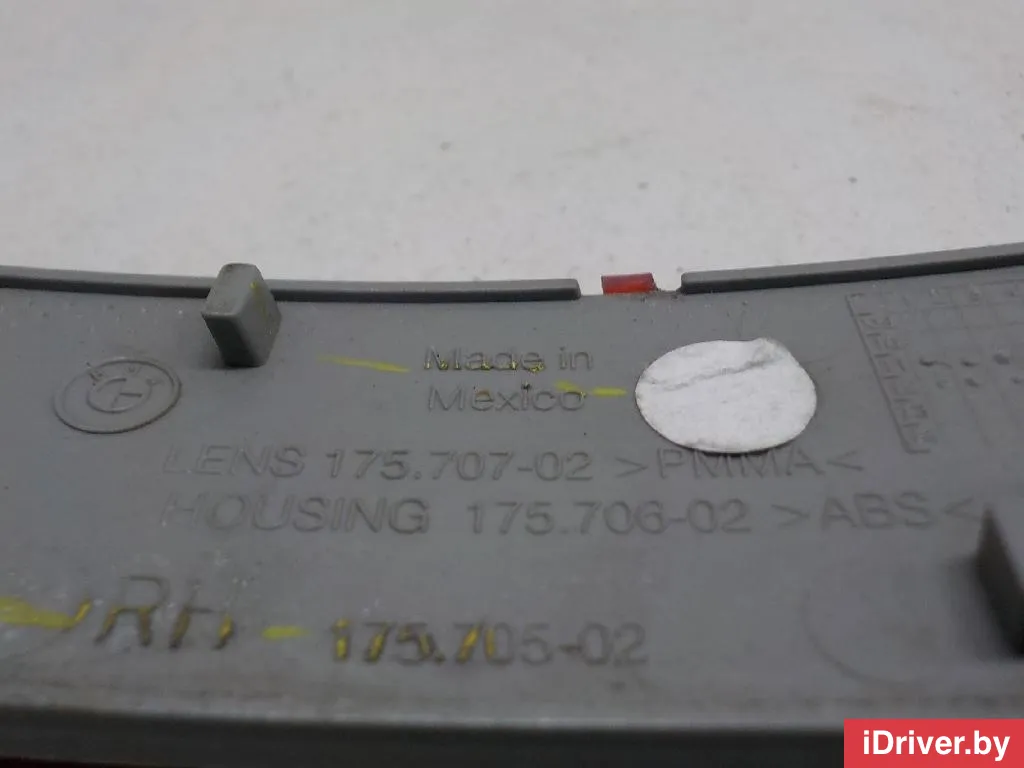 Made in
Mexico
LENS 175.707-02 >PMMA<
HOUSING 175.706-02 >ABS<
RH 175.705-02
iDriver.by